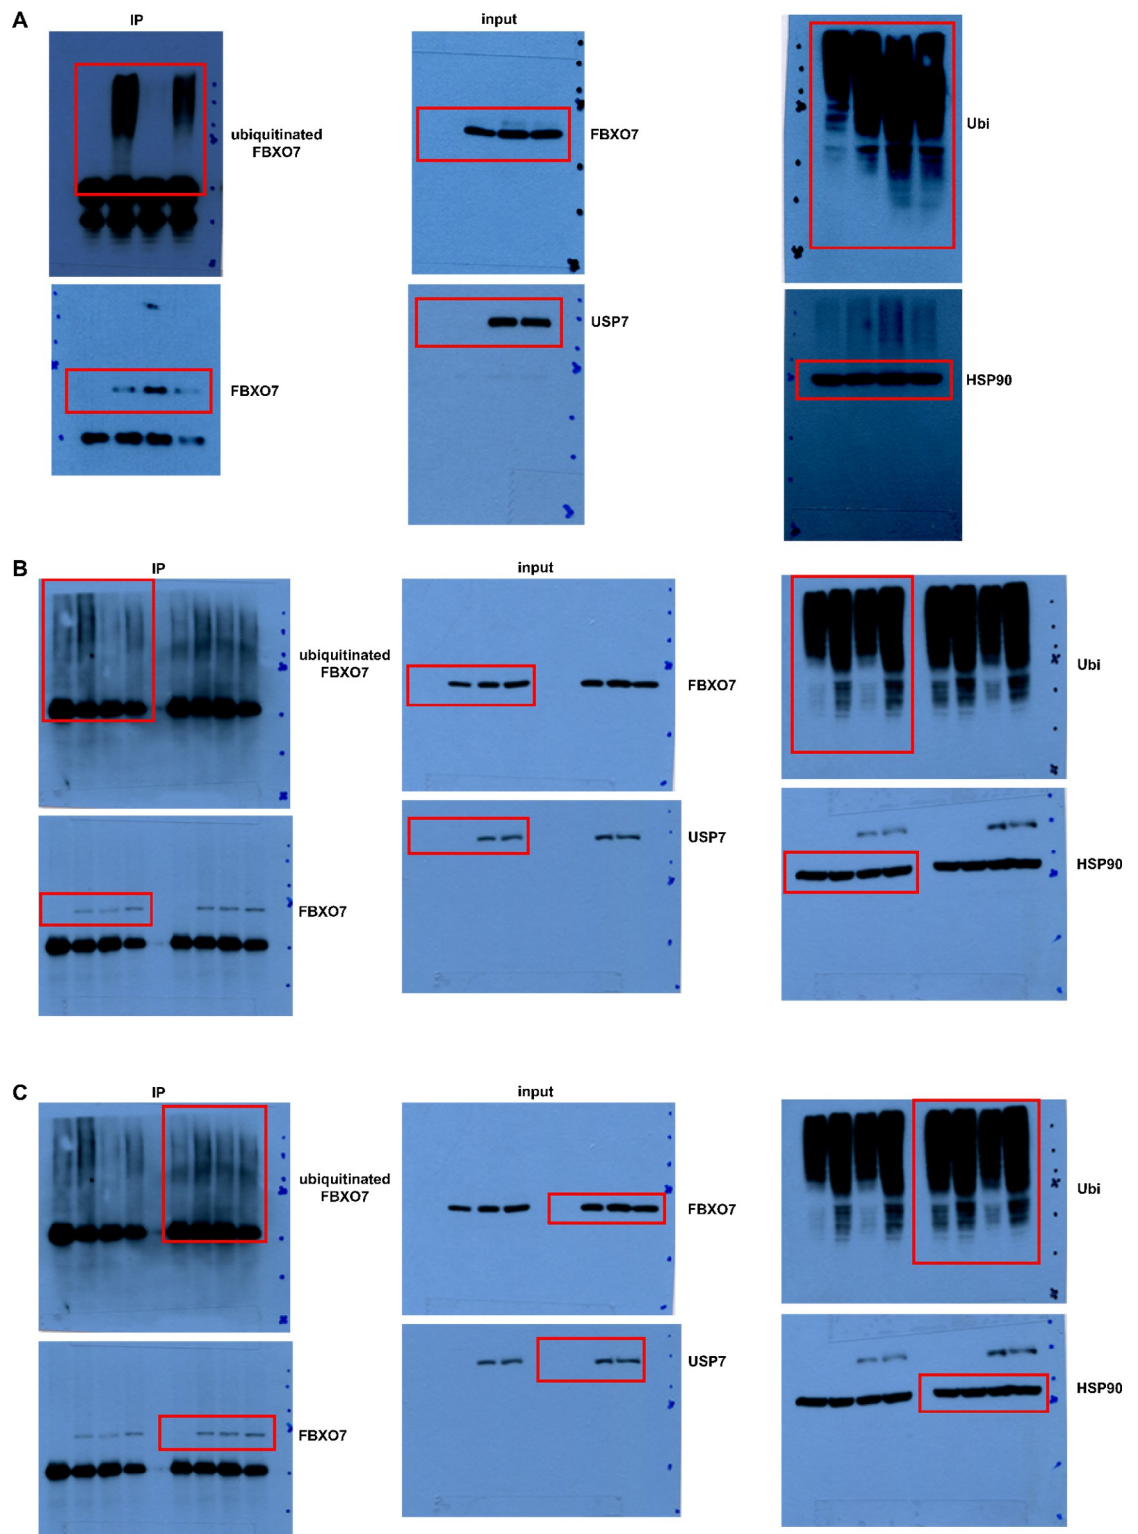 A
IP
input
ubiquitinated
FBXO7
FBXO7
Ubi
FBXO7
USP7
HSP90
B
IP
input
ubiquitinated
FBXO7
FBXO7
Ubi
FBXO7
USP7
HSP90
C
IP
input
ubiquitinated
FBXO7
FBXO7
Ubi
FBXO7
USP7
HSP90